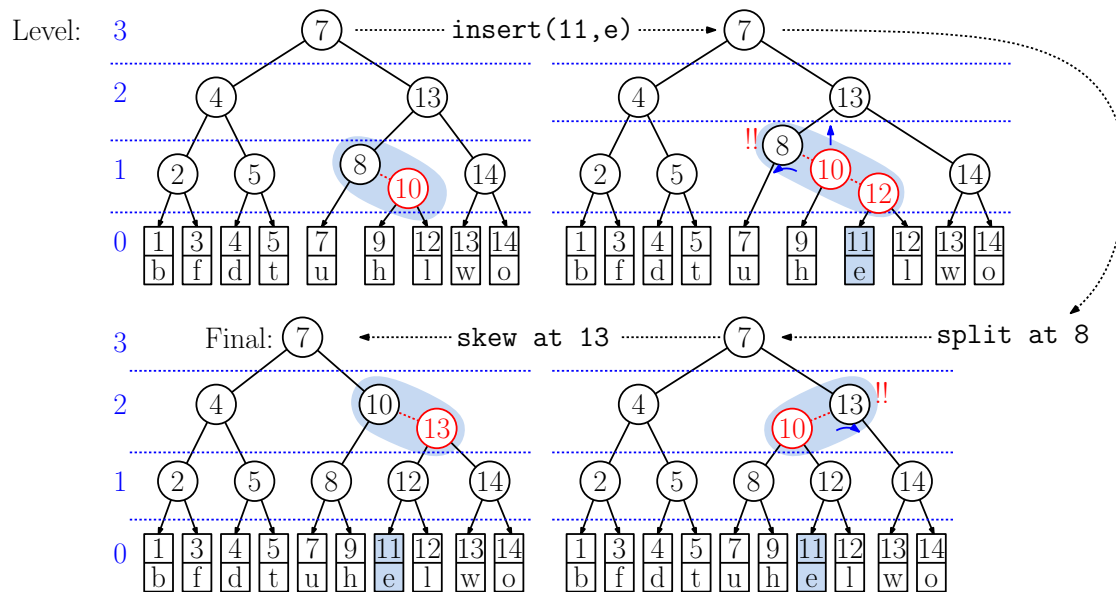 Level: 3 7 insert(11,e) 7
2 4 13 4 13
1 2 5 8 10 14 !! 2 5 8 10 12 14
0 1 3 4 5 7 9 12 13 14 1 3 4 5 7 9 11 12 13 14
b f d t u h l w o b f d t u h e l w o
3 Final: 7 skew at 13 7 split at 8
2 4 10 13 4 10 13 !!
1 2 5 8 12 14 2 5 8 12 14
0 1 3 4 5 7 9 11 12 13 14 1 3 4 5 7 9 11 12 13 14
b f d t u h e l w o b f d t u h e l w o